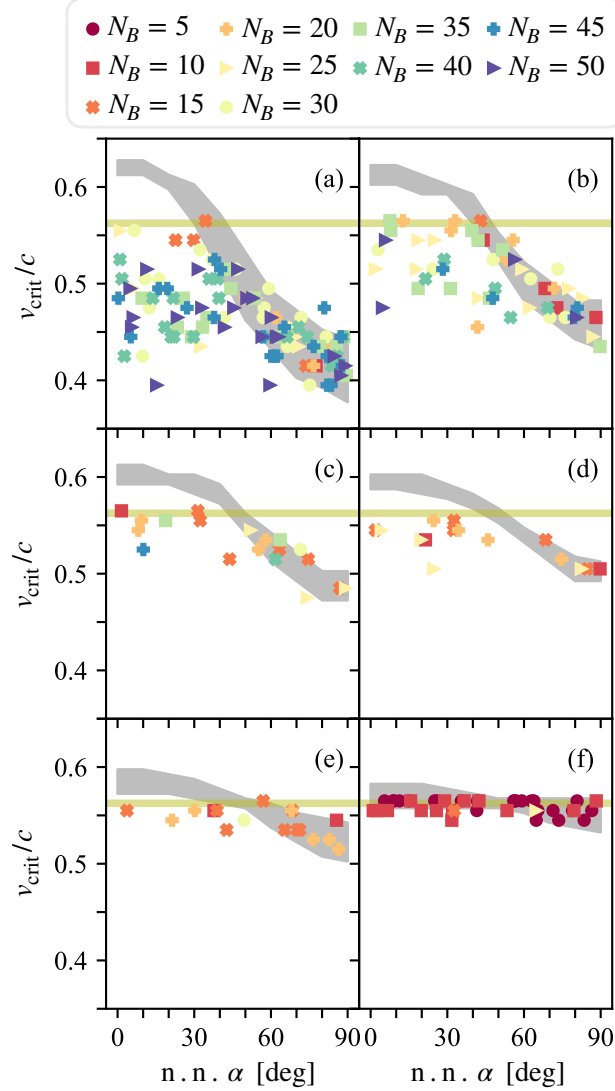 N_B = 5 N_B = 20 N_B = 35 N_B = 45
N_B = 10 N_B = 25 N_B = 40 N_B = 50
N_B = 15 N_B = 30
(a) (b)
0.6
0.5
0.4
v_crit/c
(c) (d)
0.6
0.5
0.4
v_crit/c
(e) (f)
0.6
0.5
0.4
v_crit/c
0 30 60 90 0 30 60 90
n . n . α [deg] n . n . α [deg]